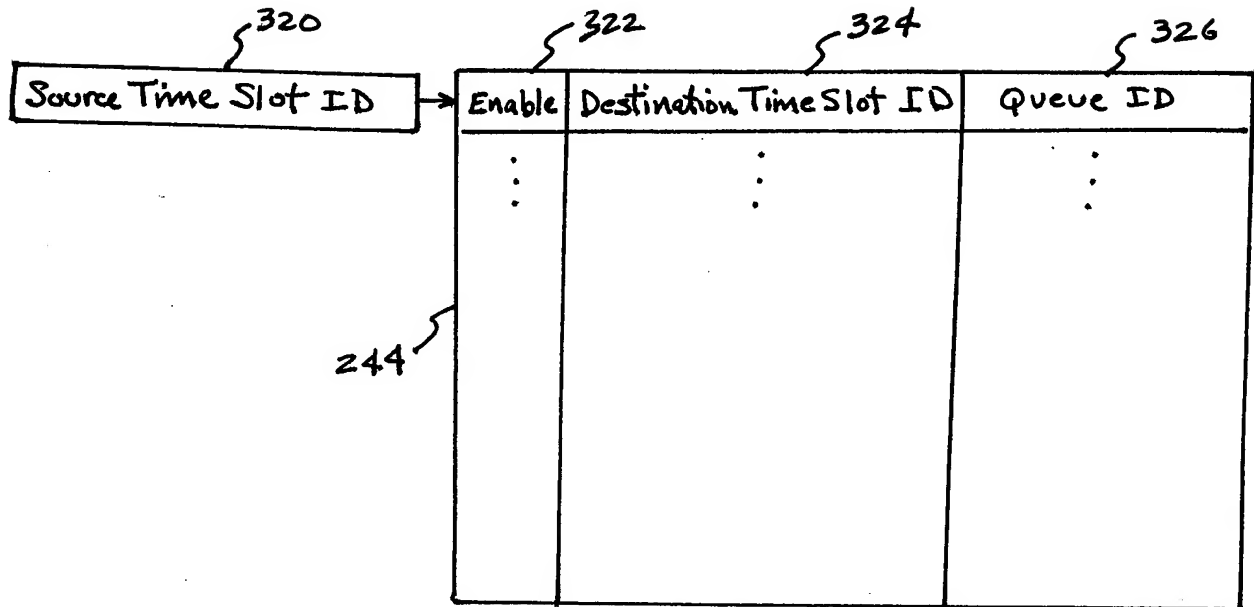 320
322
324
326
Source Time Slot ID
Enable
Destination Time Slot ID
Queue ID
244